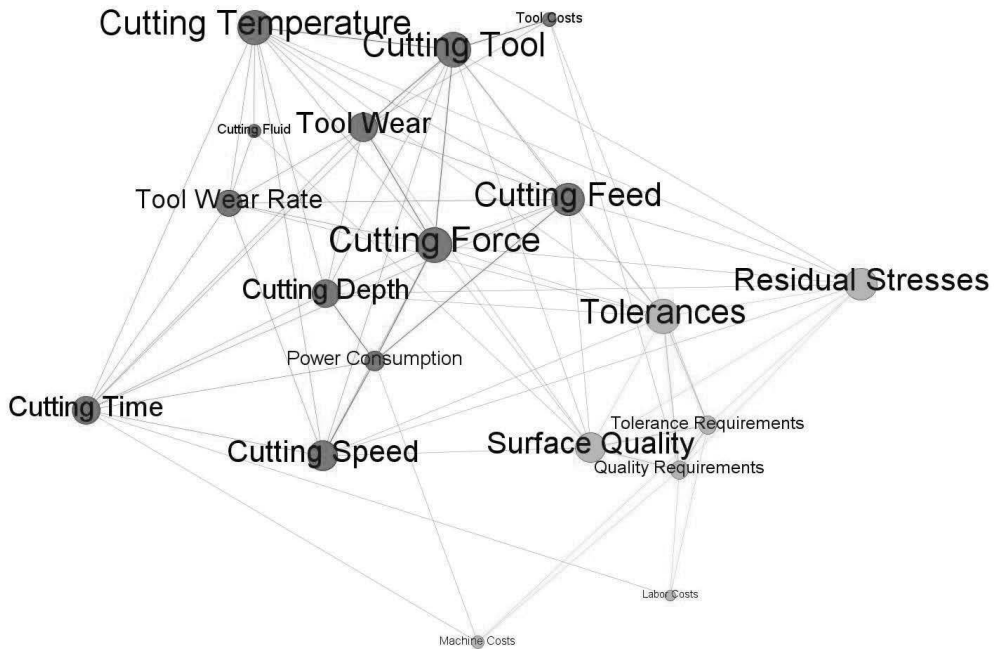 Cutting Temperature
Tool Costs
Cutting Tool
Cutting Fluid
Tool Wear
Tool Wear Rate
Cutting Feed
Cutting Force
Cutting Depth
Residual Stresses
Tolerances
Power Consumption
Cutting Time
Tolerance Requirements
Cutting Speed
Surface Quality
Quality Requirements
Labor Costs
Machine Costs